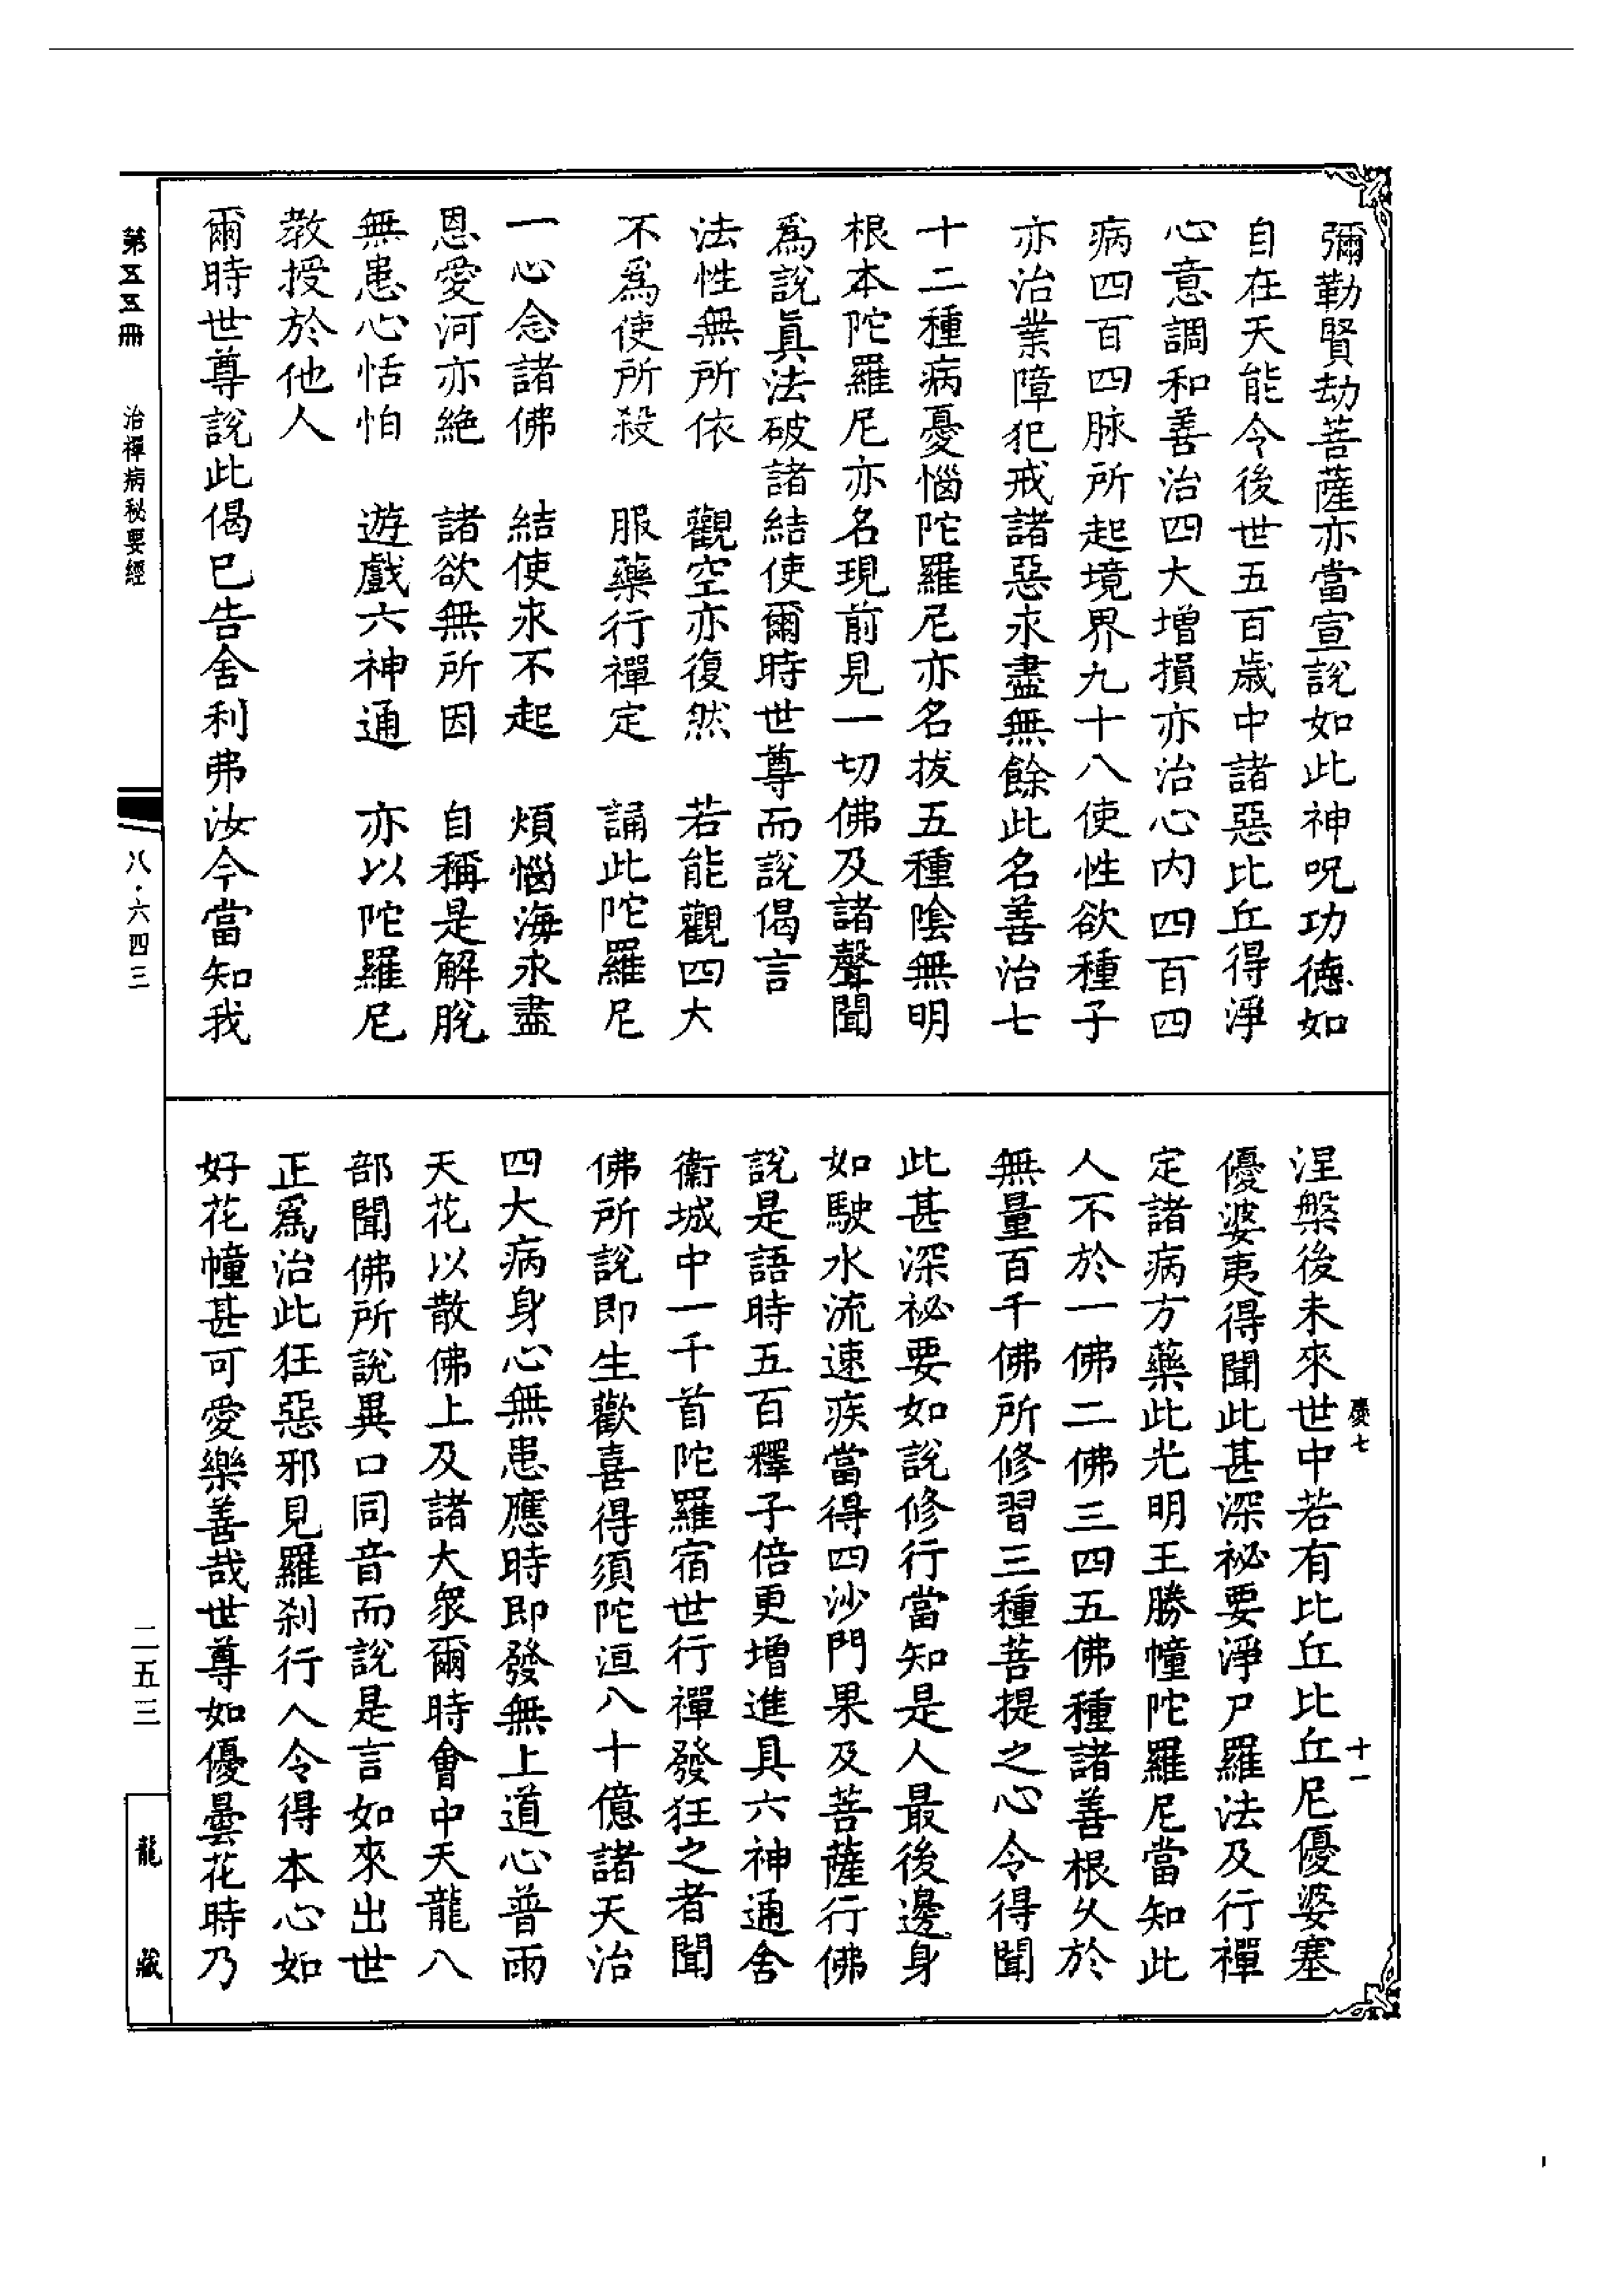 彌勒賢劫菩薩亦當宣說如此神呪功德如
自在天能令後世五百歲中諸惡比丘得淨
心意調和善治四大增損亦治心內四百四
病四百四脉所起境界九十八使性欲種子
亦治業障犯戒諸惡永盡無餘此名善治七
十二種病憂惱陀羅尼亦名拔五種陰無明
根本陀羅尼亦名現前見一切佛及諸聲聞
爲說眞法破諸結使爾時世尊而說偈言
法性無所依　觀空亦復然　若能觀四大
不爲使所殺　服藥行禪定　誦此陀羅尼
一心念諸佛　結使永不起　煩惱海永盡
恩愛河亦絶　諸欲無所因　自稱是解脫
無患心恬怕　遊戲六神通　亦以陀羅尼
教授於他人
爾時世尊說此偈已告舍利弗汝今當知我
涅槃後未來世中若有比丘比丘尼優婆塞
優婆夷得聞此甚深祕要淨尸羅法及行禪
定諸病方藥此光明王勝幢陀羅尼當知此
人不於一佛二佛三四五佛種諸善根久於
無量百千佛所修習三種菩提之心令得聞
此甚深祕要如說修行當知是人最後邊身
如駛水流速疾當得四沙門果及菩薩行佛
說是語時五百釋子倍更增進具六神通舍
衞城中一千首陀羅宿世行禪發狂之者聞
佛所說即生歡喜得須陀洹八十億諸天治
四大病身心無患應時即發無上道心普雨
天花以散佛上及諸大衆爾時會中天龍八
部聞佛所說異口同音而說是言如來出世
正爲治此狂惡邪見羅刹行人令得本心如
好花幢甚可愛樂善哉世尊如優曇花時乃
慶七
十一
第五五冊　治禪病秘要經
八·六四三
二五三
龍藏